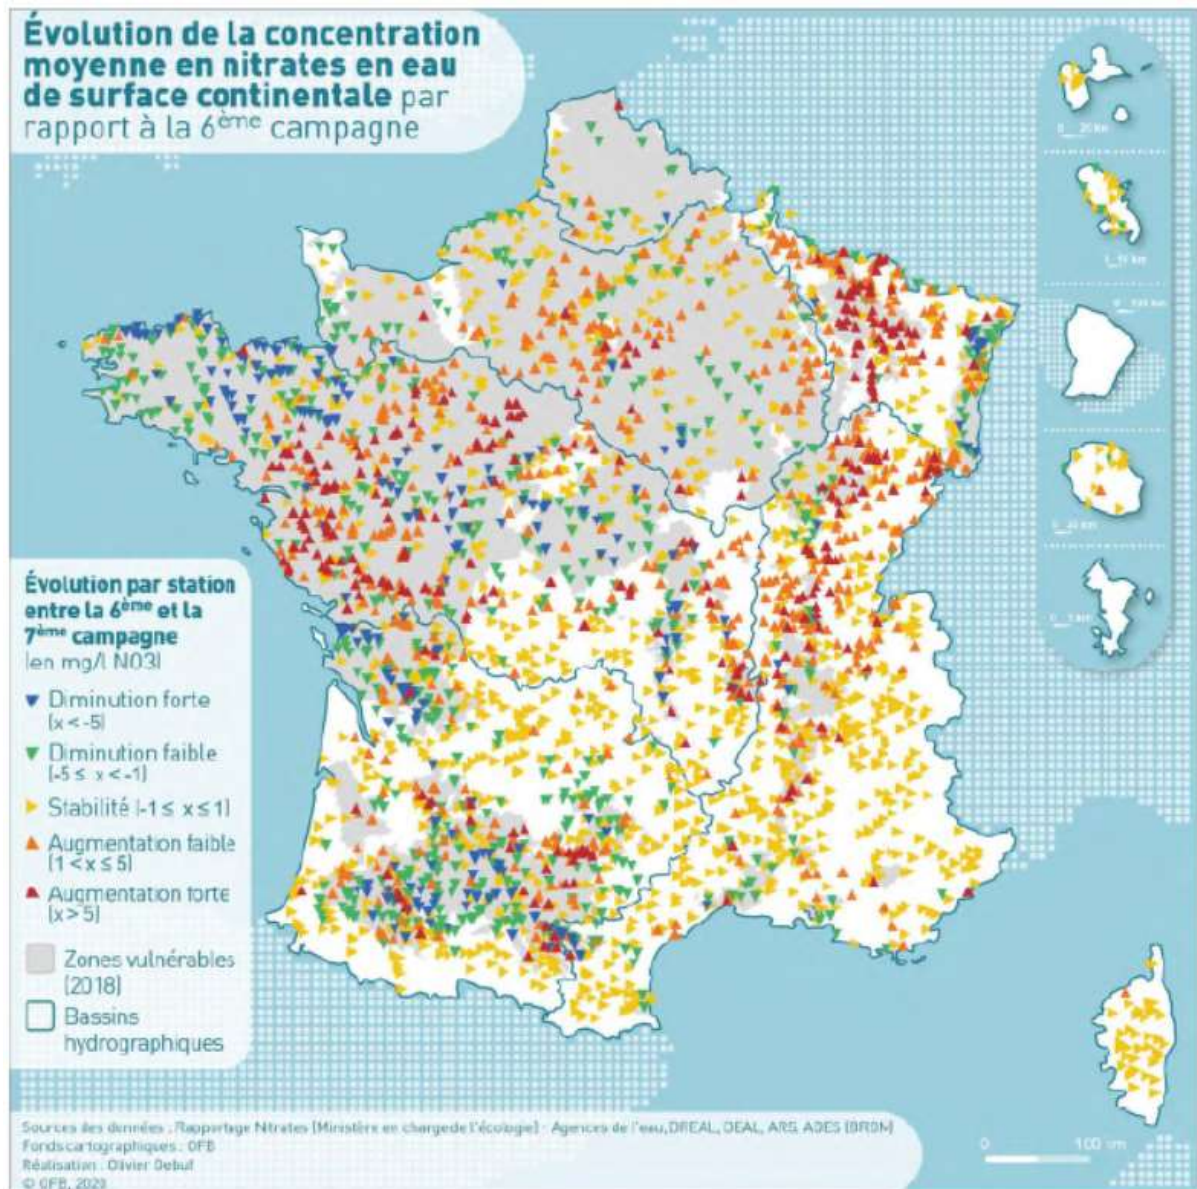 Évolution de la concentration
moyenne en nitrates en eau
de surface continentale par
rapport à la 6ème campagne
0 20 km
Évolution par station
entre la 6ème et la
7ème campagne
(en mg/l NO3)
Diminution forte
(x < -5)
Diminution faible
(-5 ≤ x < -1)
Stabilité (-1 ≤ x ≤ 1)
Augmentation faible
(1 < x ≤ 5)
Augmentation forte
(x > 5)
Zones vulnérables
(2018)
Bassins
hydrographiques
Sources des données : Rapportage Nitrates (Ministère en charge de l'écologie) - Agences de l'eau, DREAL, DEAL, ARS, ADES (BRGM)
Fonds cartographiques : OFB
Réalisation : Olivier Debuf
© OFB, 2020
0 100 km